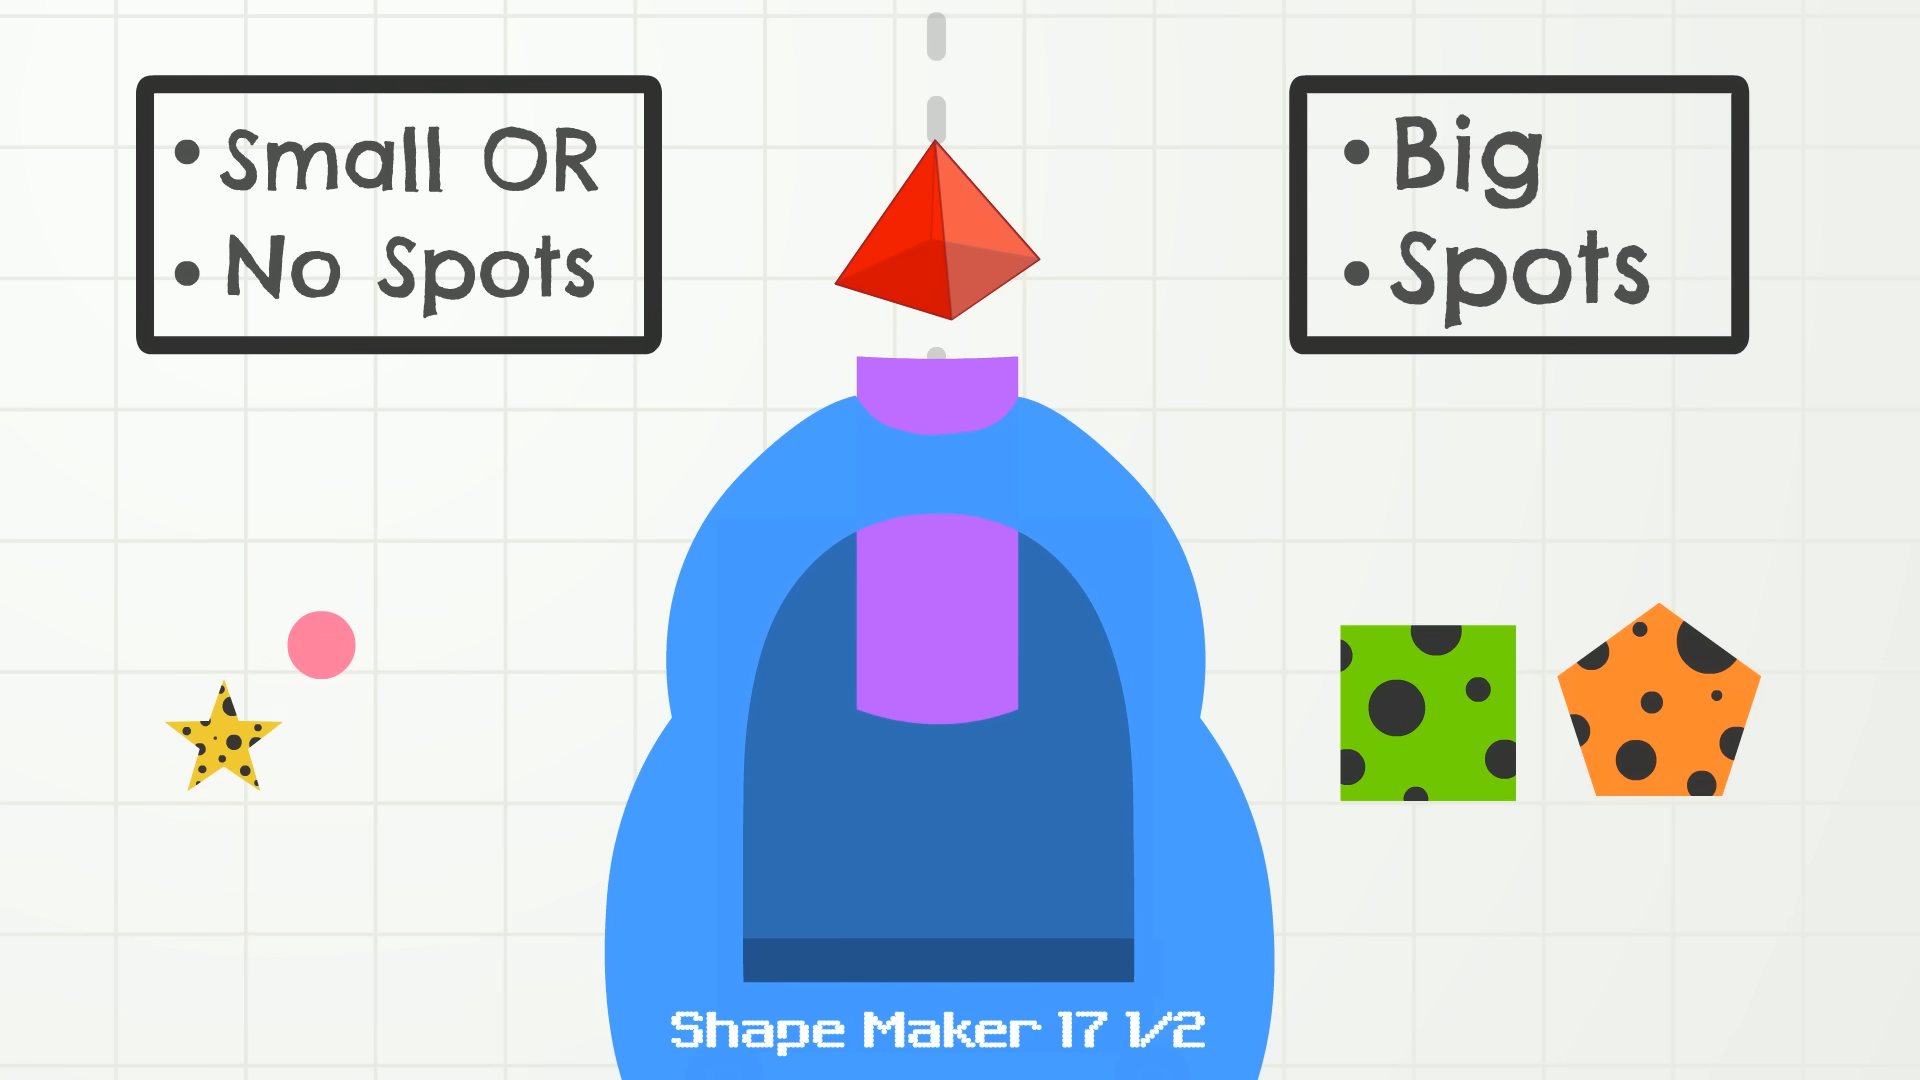 • Small OR
• No Spots
• Big
• Spots
Shape Maker 17 1/2